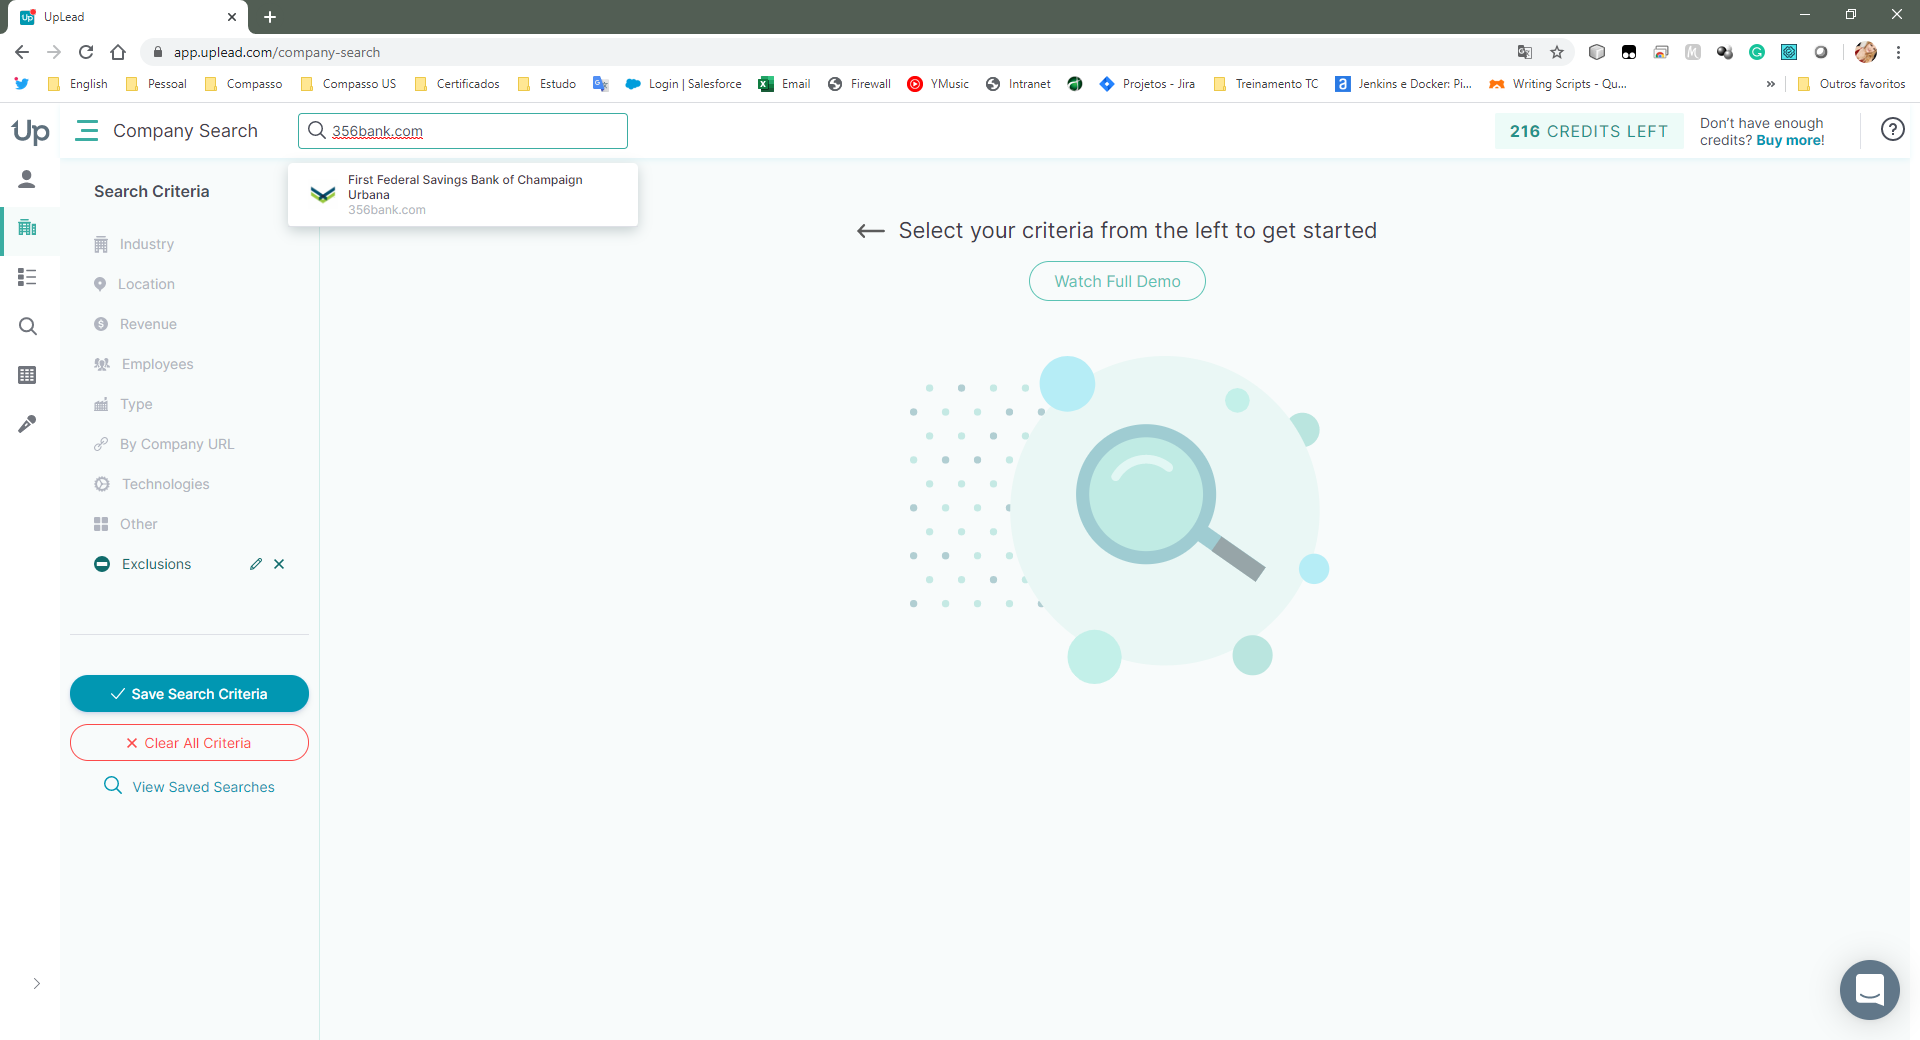 UpLead
app.uplead.com/company-search
English
Pessoal
Compasso
Compasso US
Certificados
Estudo
Login | Salesforce
Email
Firewall
YMusic
Intranet
Projetos - Jira
Treinamento TC
Jenkins e Docker: Pi...
Writing Scripts - Qu...
»
Outros favoritos
Up
Company Search
356bank.com
216 CREDITS LEFT
Don't have enough
credits? Buy more!
First Federal Savings Bank of Champaign
Urbana
356bank.com
Search Criteria
Industry
Location
Revenue
Employees
Type
By Company URL
Technologies
Other
Exclusions
Save Search Criteria
Clear All Criteria
View Saved Searches
Select your criteria from the left to get started
Watch Full Demo